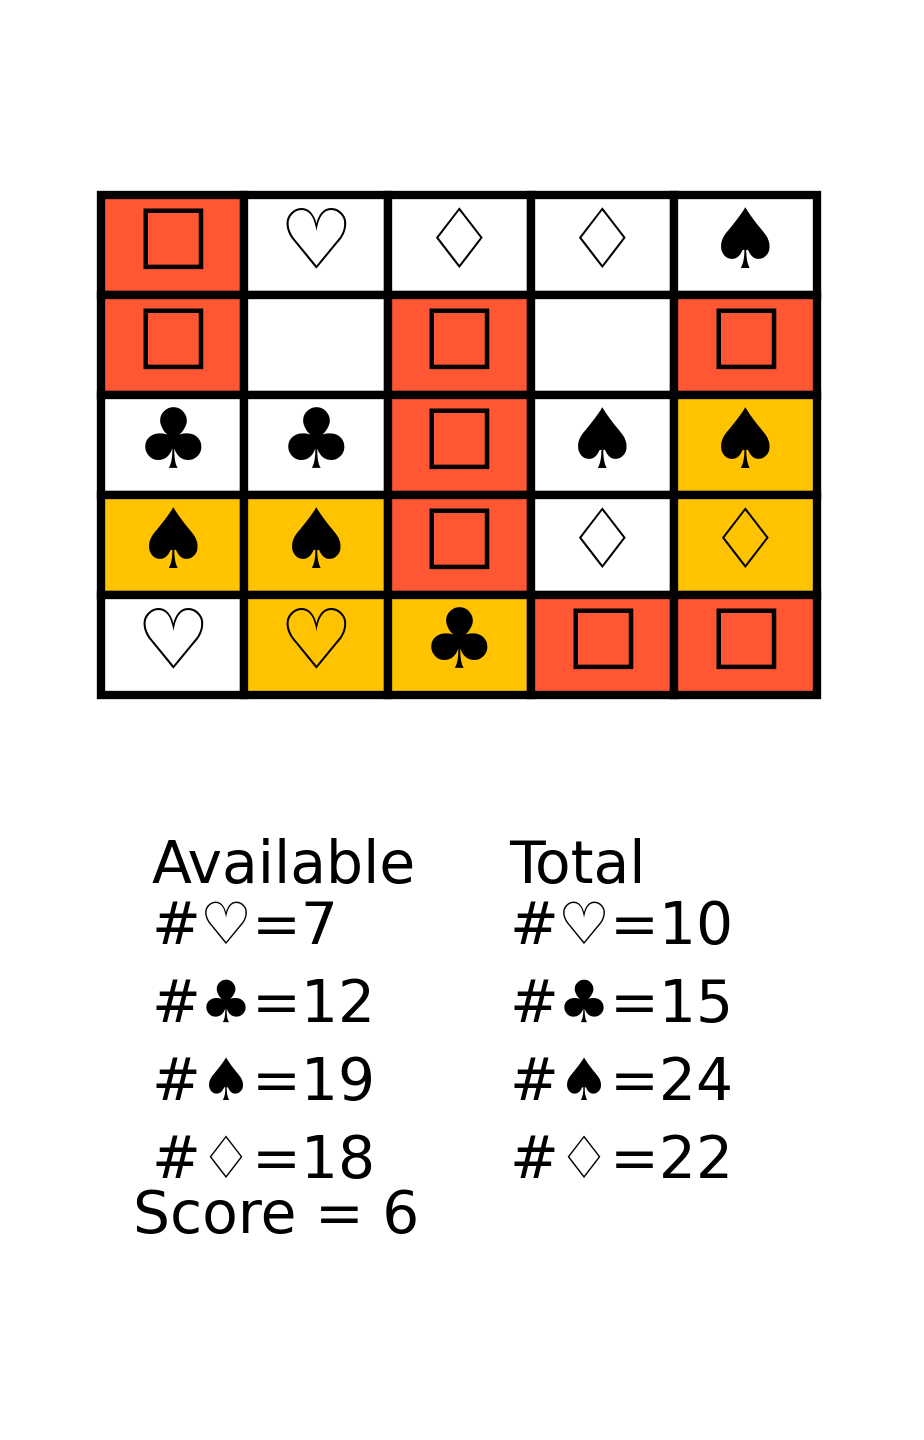 □ ♡ ♢ ♢ ♠
□ □ □
♣ ♣ □ ♠ ♠
♠ ♠ □ ♢ ♢
♡ ♡ ♣ □ □
Available Total
#♡=7 #♡=10
#♣=12 #♣=15
#♠=19 #♠=24
#♢=18 #♢=22
Score = 6